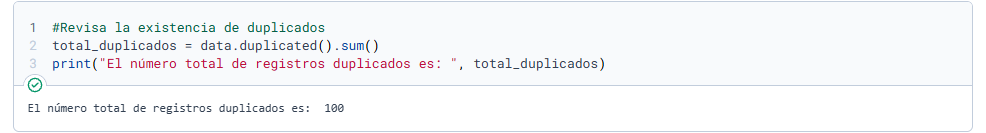 1 #Revisa la existencia de duplicados
2 total_duplicados = data.duplicated().sum()
3 print("El número total de registros duplicados es: ", total_duplicados)
El número total de registros duplicados es:  100